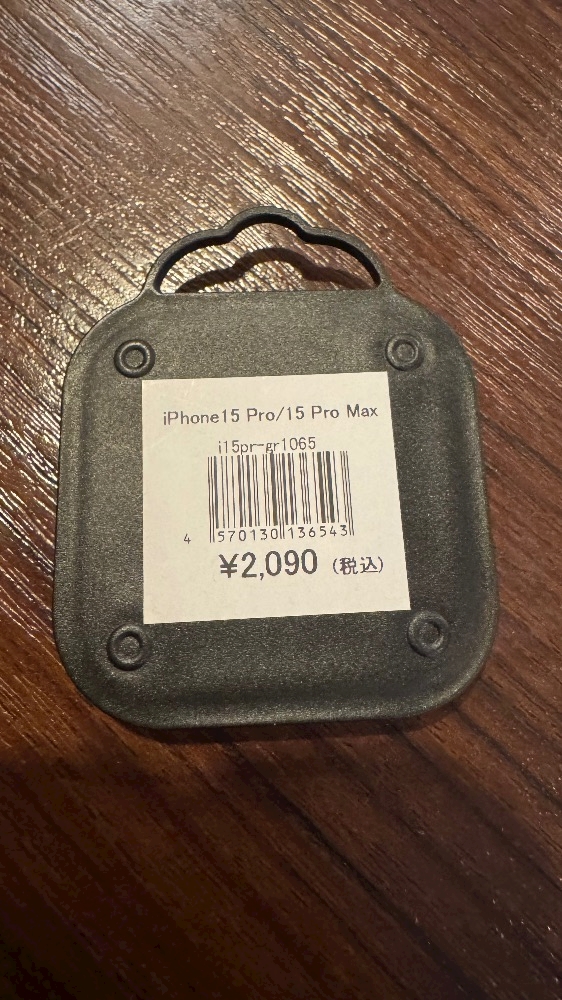 iPhone15 Pro/15 Pro Max
i15pr-gr1065
4 570130 136543
¥2,090 (税込)